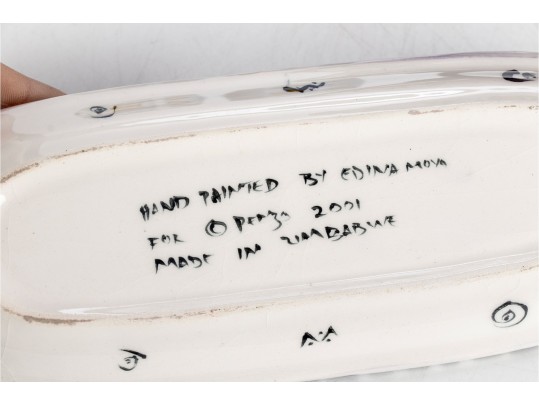 HAND PAINTED BY EDINA MOYO
FOR © PENZO 2001
MADE IN ZIMBABWE